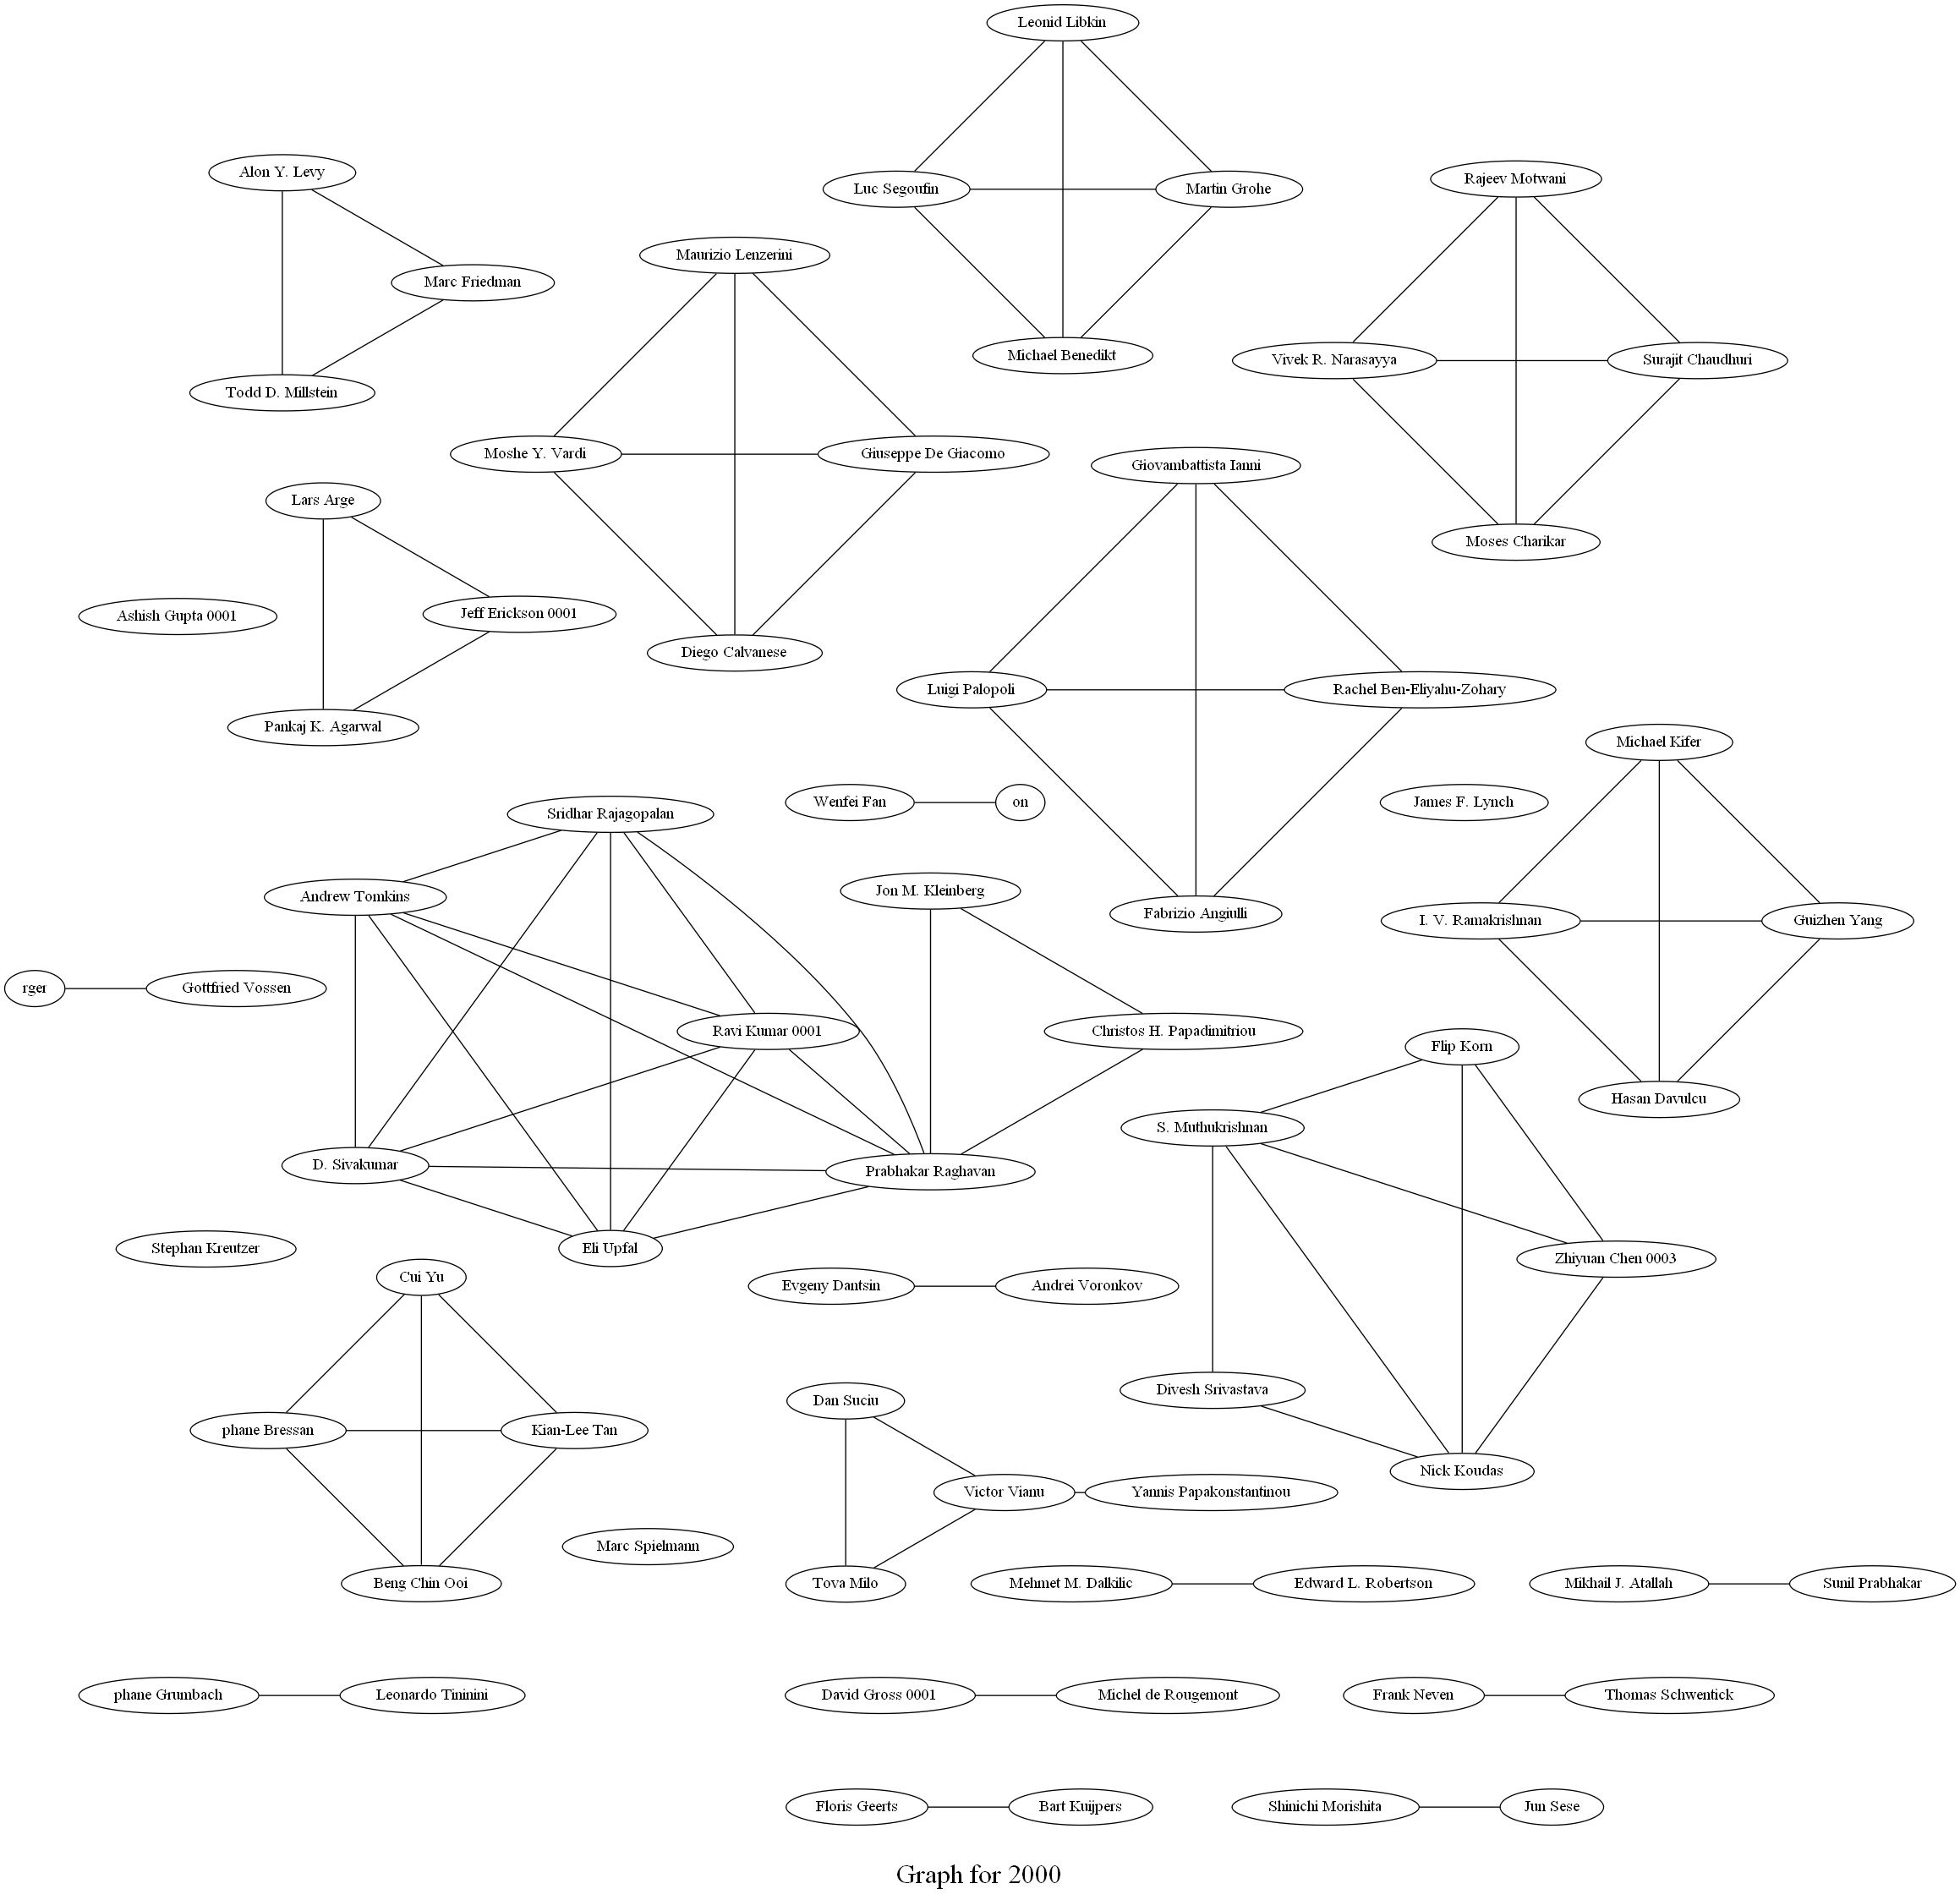 Leonid Libkin
Alon Y. Levy
Rajeev Motwani
Luc Segoufin
Martin Grohe
Maurizio Lenzerini
Marc Friedman
Michael Benedikt
Vivek R. Narasayya
Surajit Chaudhuri
Todd D. Millstein
Moshe Y. Vardi
Giuseppe De Giacomo
Giovambattista Ianni
Lars Arge
Moses Charikar
Ashish Gupta 0001
Jeff Erickson 0001
Diego Calvanese
Luigi Palopoli
Rachel Ben-Eliyahu-Zohary
Pankaj K. Agarwal
Michael Kifer
Wenfei Fan
on
James F. Lynch
Sridhar Rajagopalan
Andrew Tomkins
Jon M. Kleinberg
Fabrizio Angiulli
I. V. Ramakrishnan
Guizhen Yang
rger
Gottfried Vossen
Ravi Kumar 0001
Christos H. Papadimitriou
Flip Korn
Hasan Davulcu
S. Muthukrishnan
D. Sivakumar
Prabhakar Raghavan
Stephan Kreutzer
Eli Upfal
Zhiyuan Chen 0003
Cui Yu
Evgeny Dantsin
Andrei Voronkov
Divesh Srivastava
Dan Suciu
phane Bressan
Kian-Lee Tan
Nick Koudas
Victor Vianu
Yannis Papakonstantinou
Marc Spielmann
Beng Chin Ooi
Tova Milo
Mehmet M. Dalkilic
Edward L. Robertson
Mikhail J. Atallah
Sunil Prabhakar
phane Grumbach
Leonardo Tininini
David Gross 0001
Michel de Rougemont
Frank Neven
Thomas Schwentick
Floris Geerts
Bart Kuijpers
Shinichi Morishita
Jun Sese
Graph for 2000